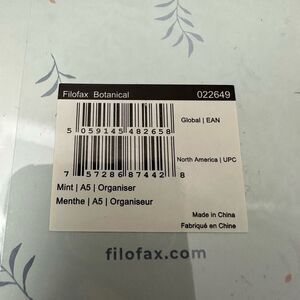 Filofax Botanical 022649
Global | EAN
5 059145 482658
North America | UPC
7 57286 87442 8
Mint | A5 | Organiser
Menthe | A5 | Organiseur
Made in China
Fabriqué en Chine
filofax.com